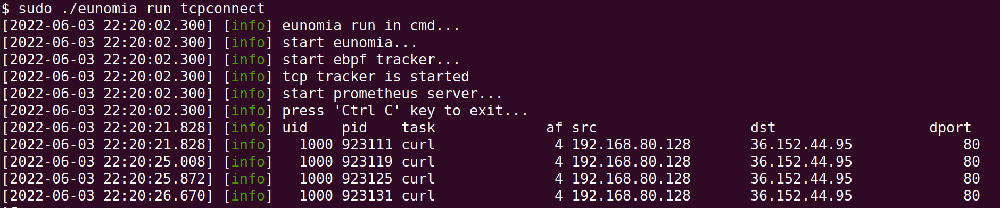 $ sudo ./eunomia run tcpconnect
[2022-06-03 22:20:02.300] [info] eunomia run in cmd...
[2022-06-03 22:20:02.300] [info] start eunomia...
[2022-06-03 22:20:02.300] [info] start ebpf tracker...
[2022-06-03 22:20:02.300] [info] tcp tracker is started
[2022-06-03 22:20:02.300] [info] start prometheus server...
[2022-06-03 22:20:02.300] [info] press 'Ctrl C' key to exit...
[2022-06-03 22:20:21.828] [info] uid    pid    task             af src                  dst                  dport
[2022-06-03 22:20:21.828] [info]   1000 923111 curl              4 192.168.80.128       36.152.44.95             80
[2022-06-03 22:20:25.008] [info]   1000 923119 curl              4 192.168.80.128       36.152.44.95             80
[2022-06-03 22:20:25.872] [info]   1000 923125 curl              4 192.168.80.128       36.152.44.95             80
[2022-06-03 22:20:26.670] [info]   1000 923131 curl              4 192.168.80.128       36.152.44.95             80